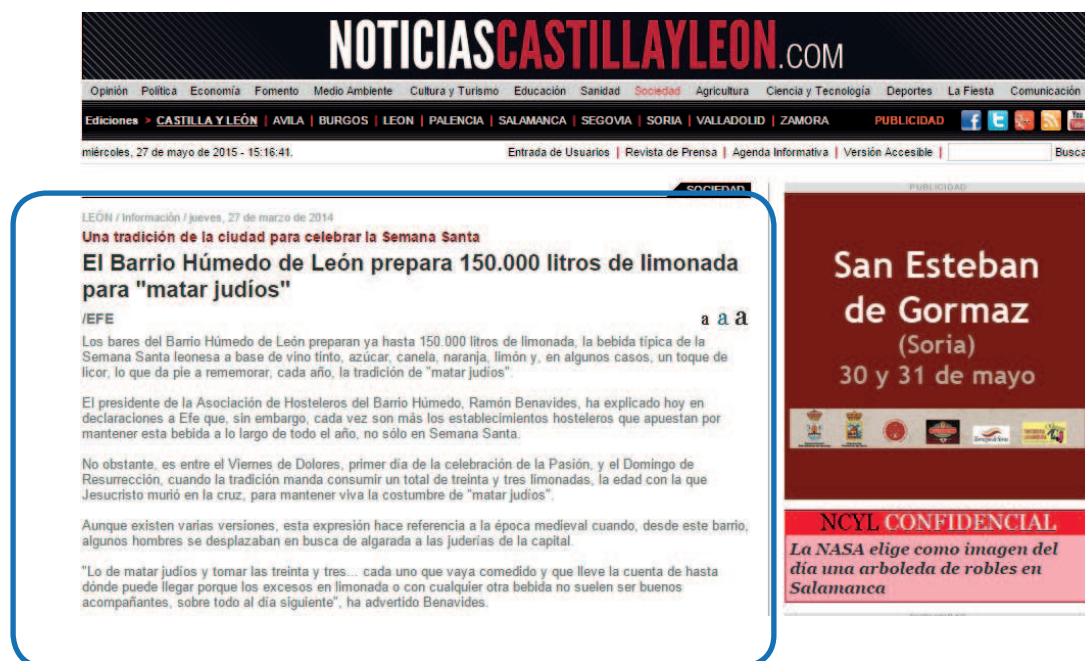 NOTICIASCASTILLAYLEON.COM
Opinión Política Economía Fomento Medio Ambiente Cultura y Turismo Educación Sanidad Sociedad Agricultura Ciencia y Tecnología Deportes La Fiesta Comunicación
Ediciones > CASTILLA Y LEÓN | AVILA | BURGOS | LEON | PALENCIA | SALAMANCA | SEGOVIA | SORIA | VALLADOLID | ZAMORA PUBLICIDAD
miércoles, 27 de mayo de 2015 - 15:16:41. Entrada de Usuarios | Revista de Prensa | Agenda Informativa | Versión Accesible | Busca
SOCIEDAD
PUBLICIDAD
LEÓN / Información / jueves, 27 de marzo de 2014
Una tradición de la ciudad para celebrar la Semana Santa
El Barrio Húmedo de León prepara 150.000 litros de limonada
para "matar judíos"
/EFE a a a
Los bares del Barrio Húmedo de León preparan ya hasta 150.000 litros de limonada, la bebida típica de la
Semana Santa leonesa a base de vino tinto, azúcar, canela, naranja, limón y, en algunos casos, un toque de
licor, lo que da pie a rememorar, cada año, la tradición de "matar judíos".
El presidente de la Asociación de Hosteleros del Barrio Húmedo, Ramón Benavides, ha explicado hoy en
declaraciones a Efe que, sin embargo, cada vez son más los establecimientos hosteleros que apuestan por
mantener esta bebida a lo largo de todo el año, no sólo en Semana Santa.
No obstante, es entre el Viernes de Dolores, primer día de la celebración de la Pasión, y el Domingo de
Resurrección, cuando la tradición manda consumir un total de treinta y tres limonadas, la edad con la que
Jesucristo murió en la cruz, para mantener viva la costumbre de "matar judíos".
Aunque existen varias versiones, esta expresión hace referencia a la época medieval cuando, desde este barrio,
algunos hombres se desplazaban en busca de algarada a las juderías de la capital.
"Lo de matar judíos y tomar las treinta y tres... cada uno que vaya comedido y que lleve la cuenta de hasta
dónde puede llegar porque los excesos en limonada o con cualquier otra bebida no suelen ser buenos
acompañantes, sobre todo al día siguiente", ha advertido Benavides.
San Esteban
de Gormaz
(Soria)
30 y 31 de mayo
NCYL CONFIDENCIAL
La NASA elige como imagen del
día una arboleda de robles en
Salamanca